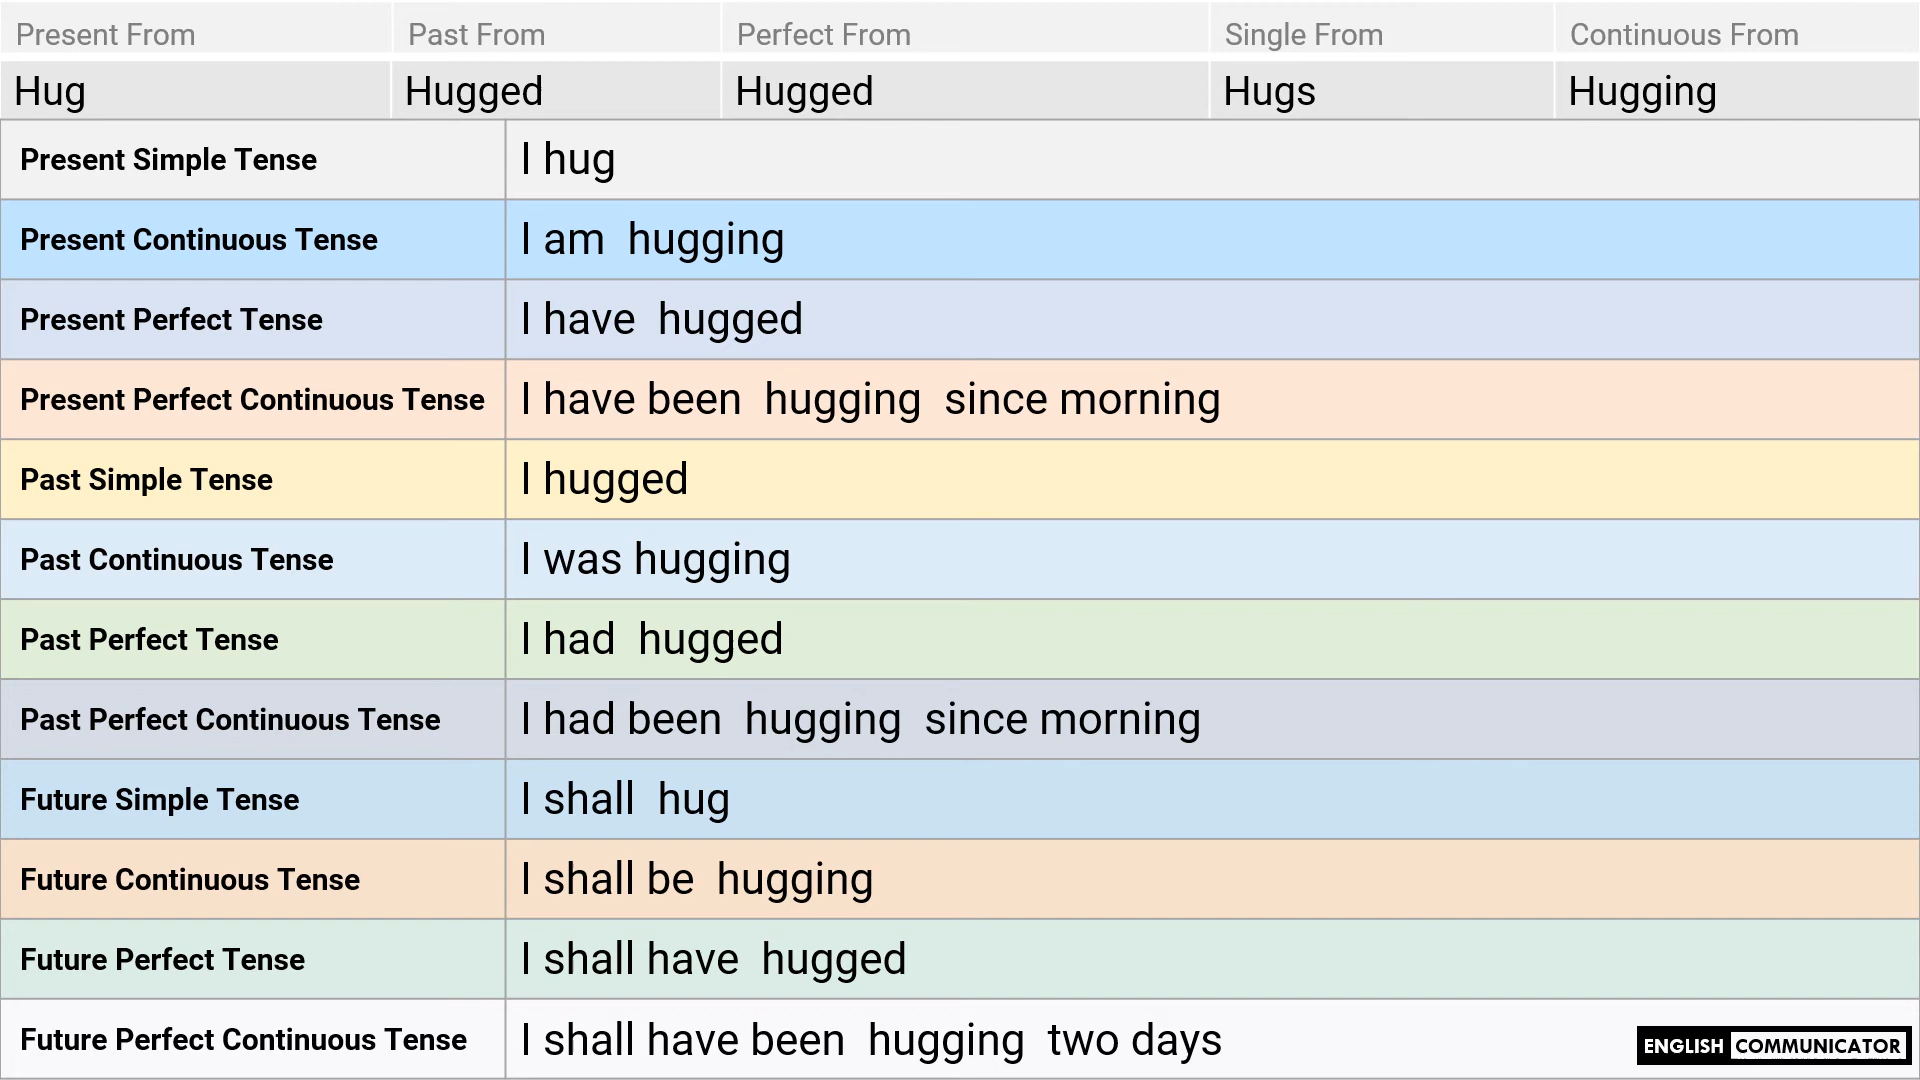 Present From Past From Perfect From Single From Continuous From
Hug Hugged Hugged Hugs Hugging
Present Simple Tense I hug
Present Continuous Tense I am hugging
Present Perfect Tense I have hugged
Present Perfect Continuous Tense I have been hugging since morning
Past Simple Tense I hugged
Past Continuous Tense I was hugging
Past Perfect Tense I had hugged
Past Perfect Continuous Tense I had been hugging since morning
Future Simple Tense I shall hug
Future Continuous Tense I shall be hugging
Future Perfect Tense I shall have hugged
Future Perfect Continuous Tense I shall have been hugging two days
ENGLISH COMMUNICATOR